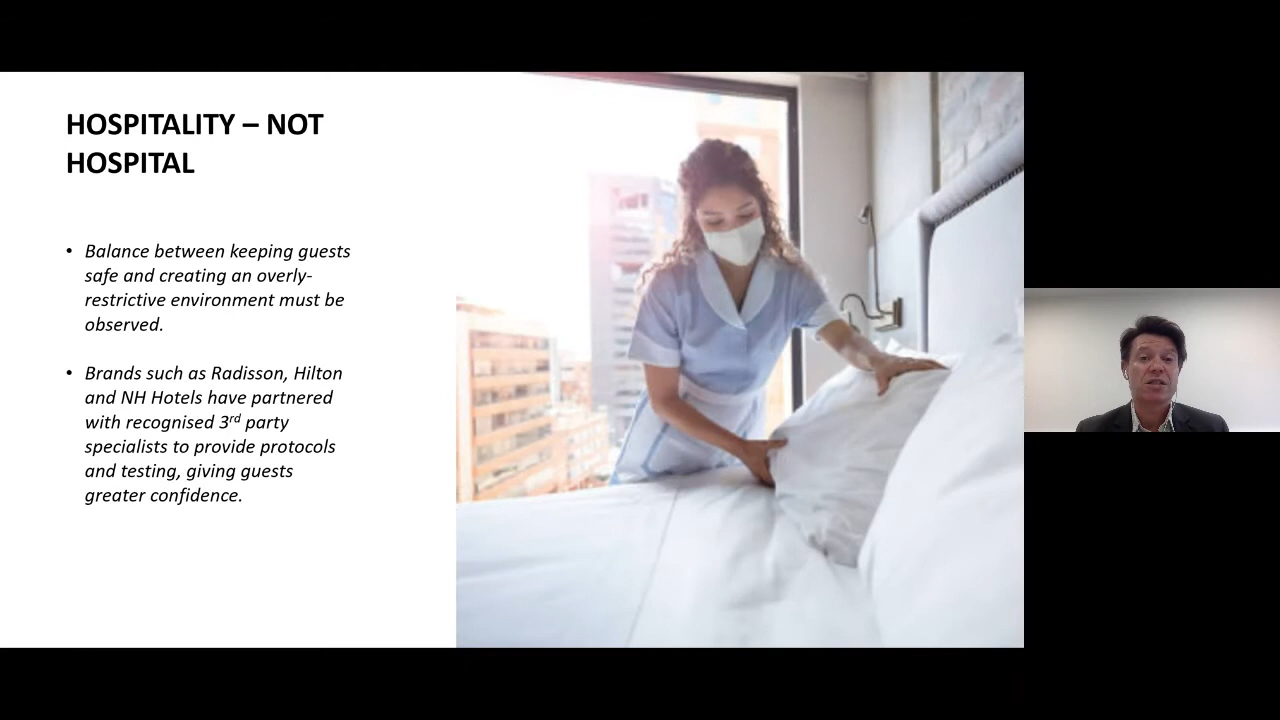 HOSPITALITY – NOT
HOSPITAL
• Balance between keeping guests
safe and creating an overly-
restrictive environment must be
observed.
• Brands such as Radisson, Hilton
and NH Hotels have partnered
with recognised 3rd party
specialists to provide protocols
and testing, giving guests
greater confidence.